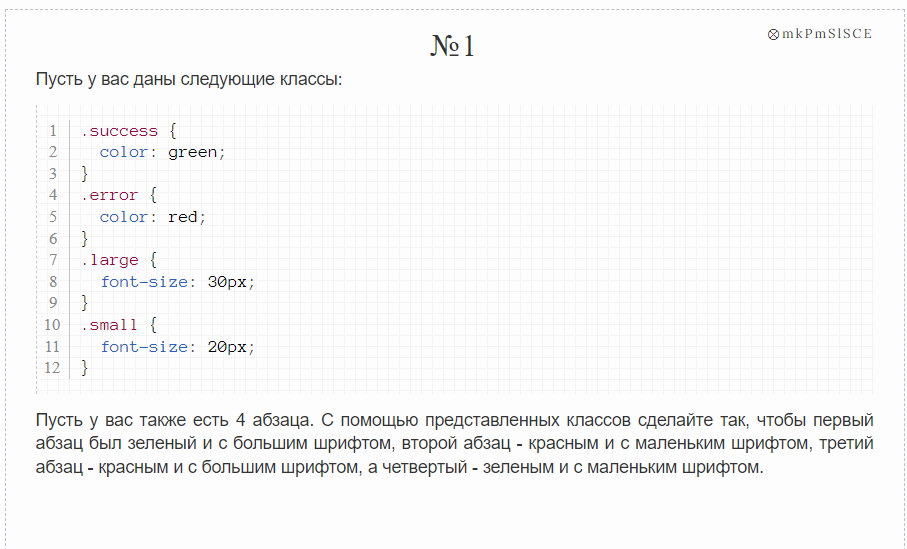 №1
⊗mkPmSlSCE
Пусть у вас даны следующие классы:
1 .success {
2 color: green;
3 }
4 .error {
5 color: red;
6 }
7 .large {
8 font-size: 30px;
9 }
10 .small {
11 font-size: 20px;
12 }
Пусть у вас также есть 4 абзаца. С помощью представленных классов сделайте так, чтобы первый
абзац был зеленый и с большим шрифтом, второй абзац - красным и с маленьким шрифтом, третий
абзац - красным и с большим шрифтом, а четвертый - зеленым и с маленьким шрифтом.